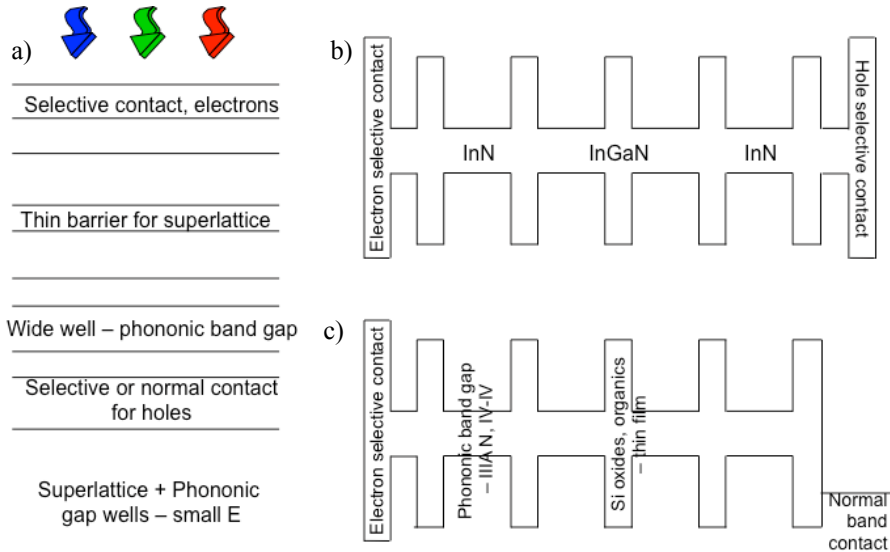 a)
Selective contact, electrons
Thin barrier for superlattice
Wide well – phononic band gap
Selective or normal contact
for holes
Superlattice + Phononic
gap wells – small E
b)
Electron selective contact
InN
InGaN
InN
Hole selective contact
c)
Electron selective contact
Phononic band gap
– IIIA N, IV-IV
Si oxides, organics
– thin film
Normal
band
contact